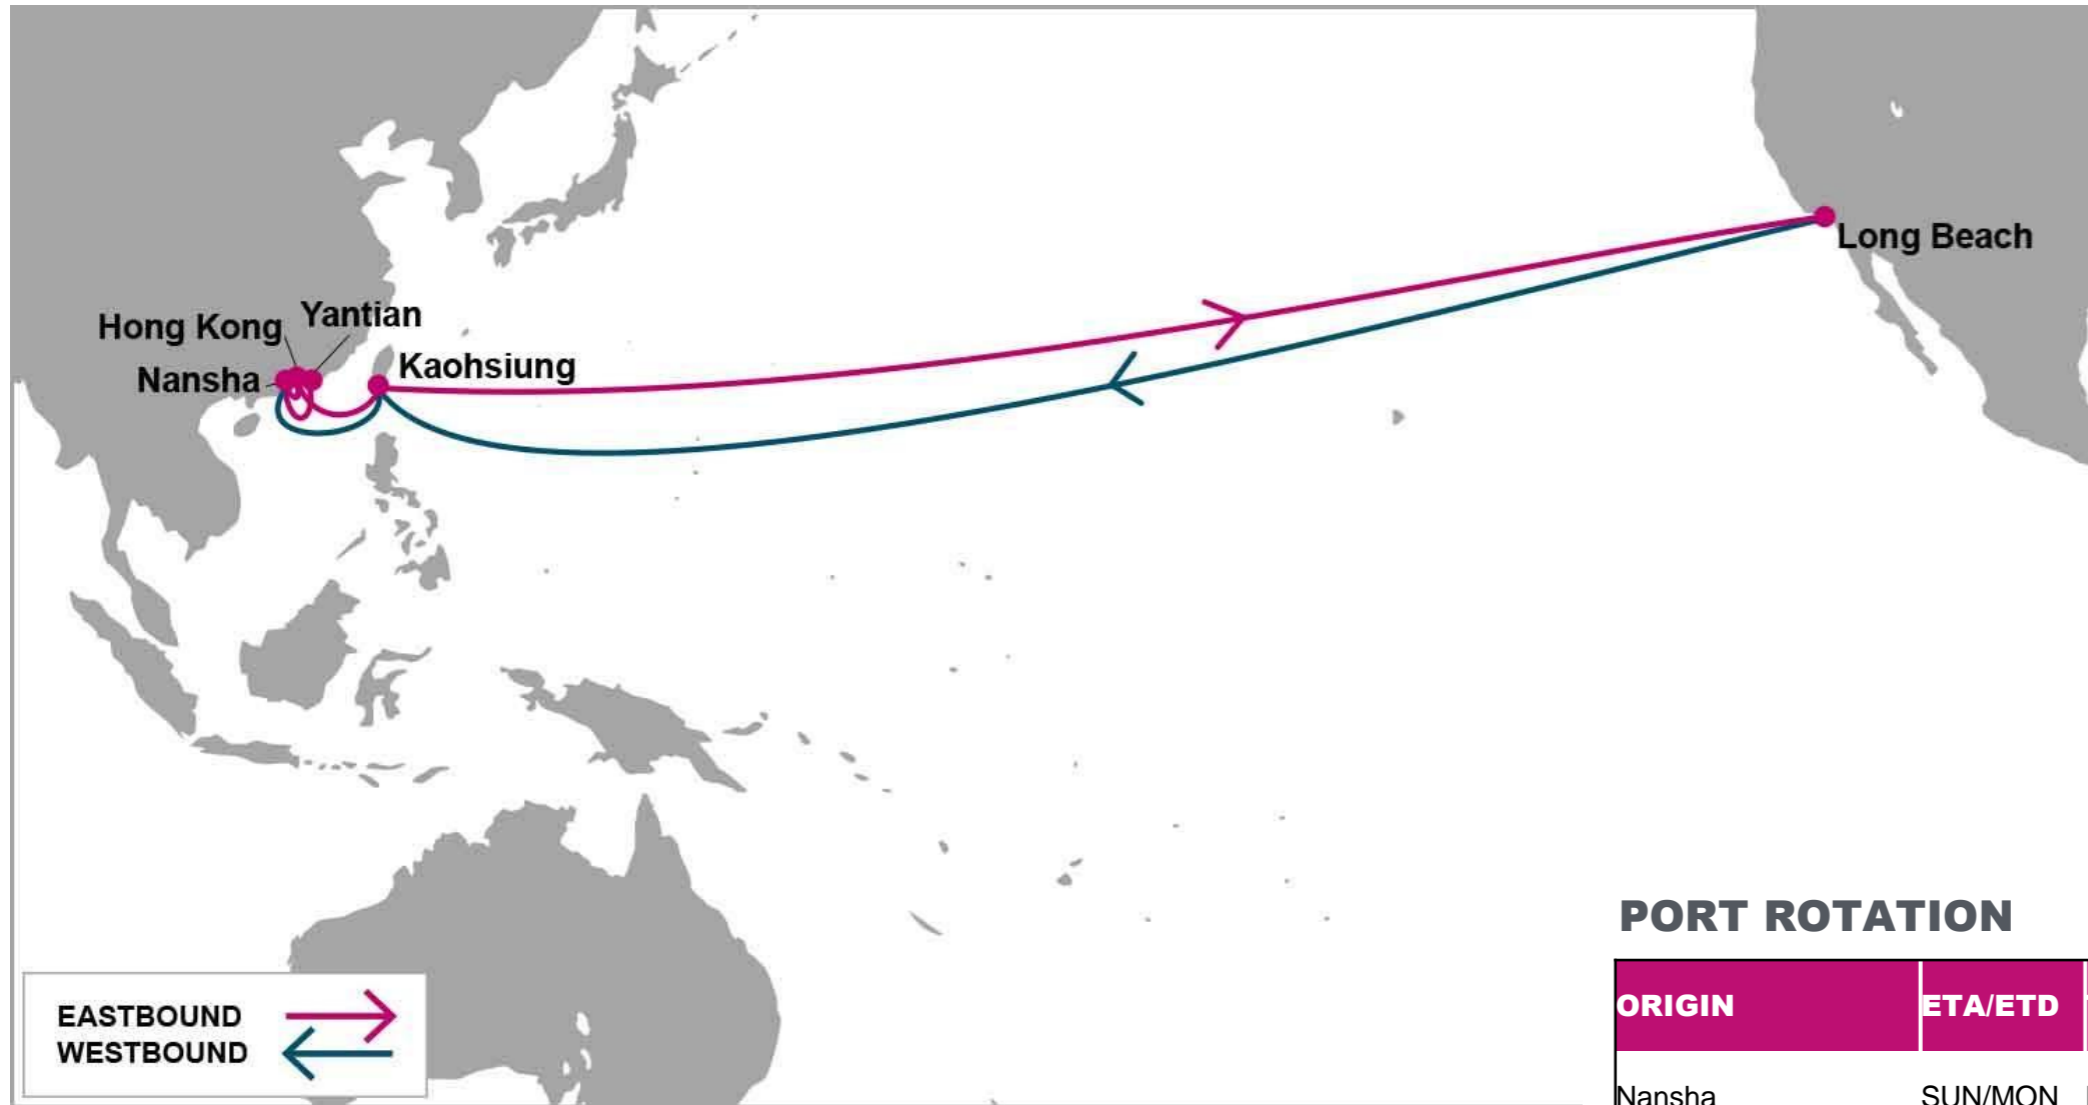 Hong Kong
Yantian
Nansha
Kaohsiung
Long Beach
EASTBOUND
WESTBOUND
PORT ROTATION
ORIGIN ETA/ETD
Nansha SUN/MON